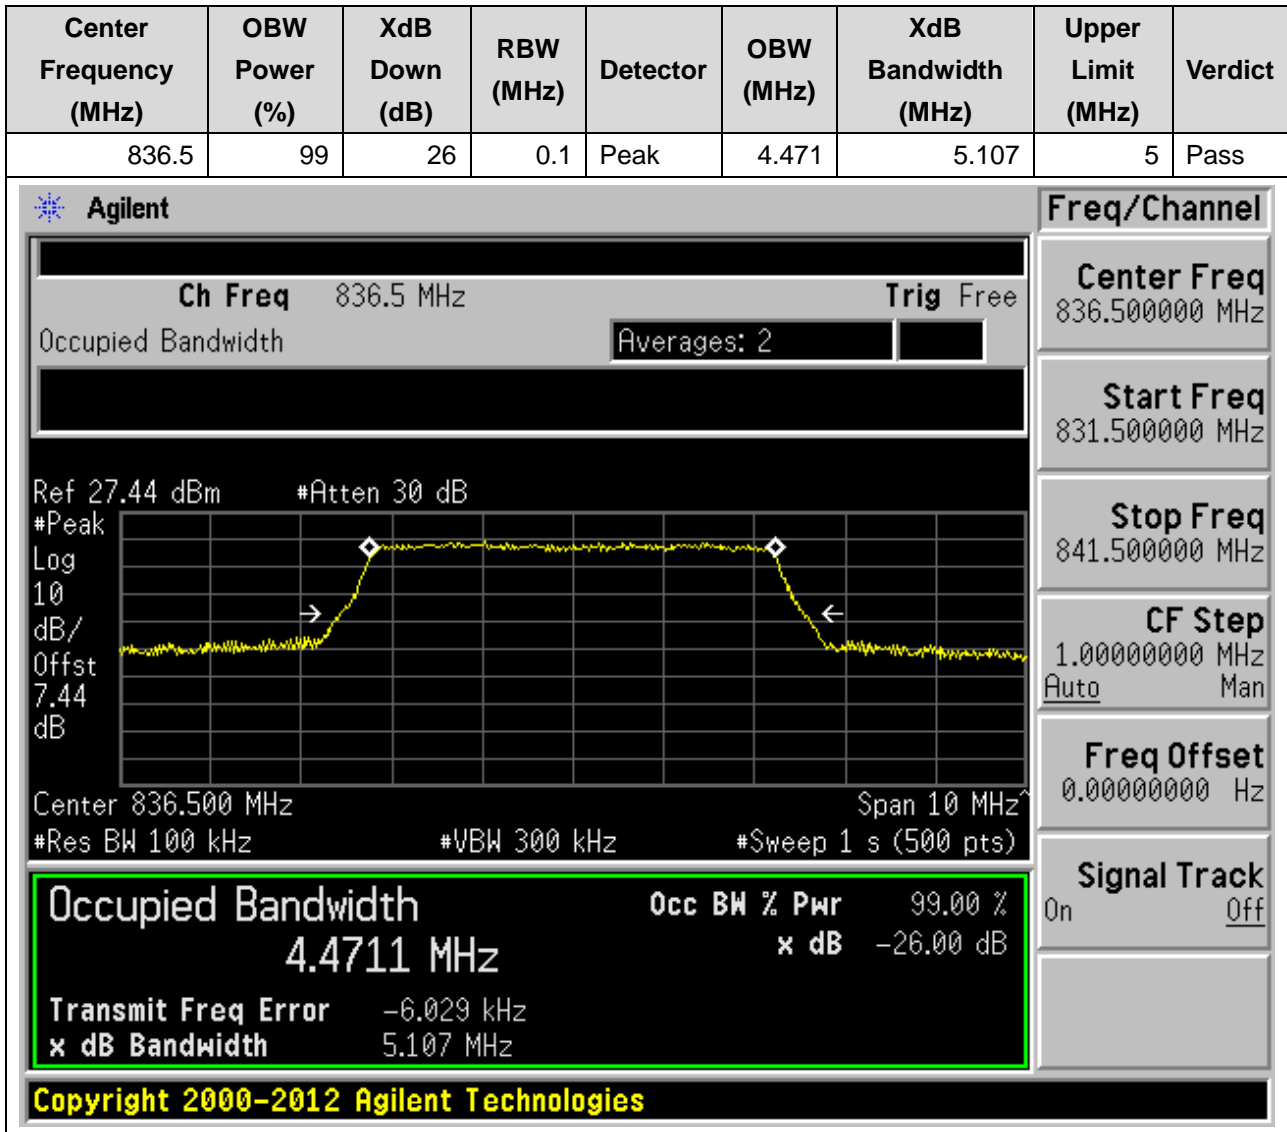 Center Frequency (MHz) OBW Power (%) XdB Down (dB) RBW (MHz) Detector OBW (MHz) XdB Bandwidth (MHz) Upper Limit (MHz) Verdict
836.5 99 26 0.1 Peak 4.471 5.107 5 Pass
Agilent
Freq/Channel
Ch Freq 836.5 MHz Trig Free
Occupied Bandwidth Averages: 2
Center Freq
836.500000 MHz
Start Freq
831.500000 MHz
Stop Freq
841.500000 MHz
CF Step
1.00000000 MHz
Auto Man
Freq Offset
0.00000000 Hz
Signal Track
On Off
Ref 27.44 dBm #Atten 30 dB
#Peak
Log
10
dB/
Offst
7.44
dB
Center 836.500 MHz Span 10 MHz^
#Res BW 100 kHz #VBW 300 kHz #Sweep 1 s (500 pts)
Occupied Bandwidth Occ BW % Pwr 99.00 %
4.4711 MHz x dB -26.00 dB
Transmit Freq Error -6.029 kHz
x dB Bandwidth 5.107 MHz
Copyright 2000-2012 Agilent Technologies